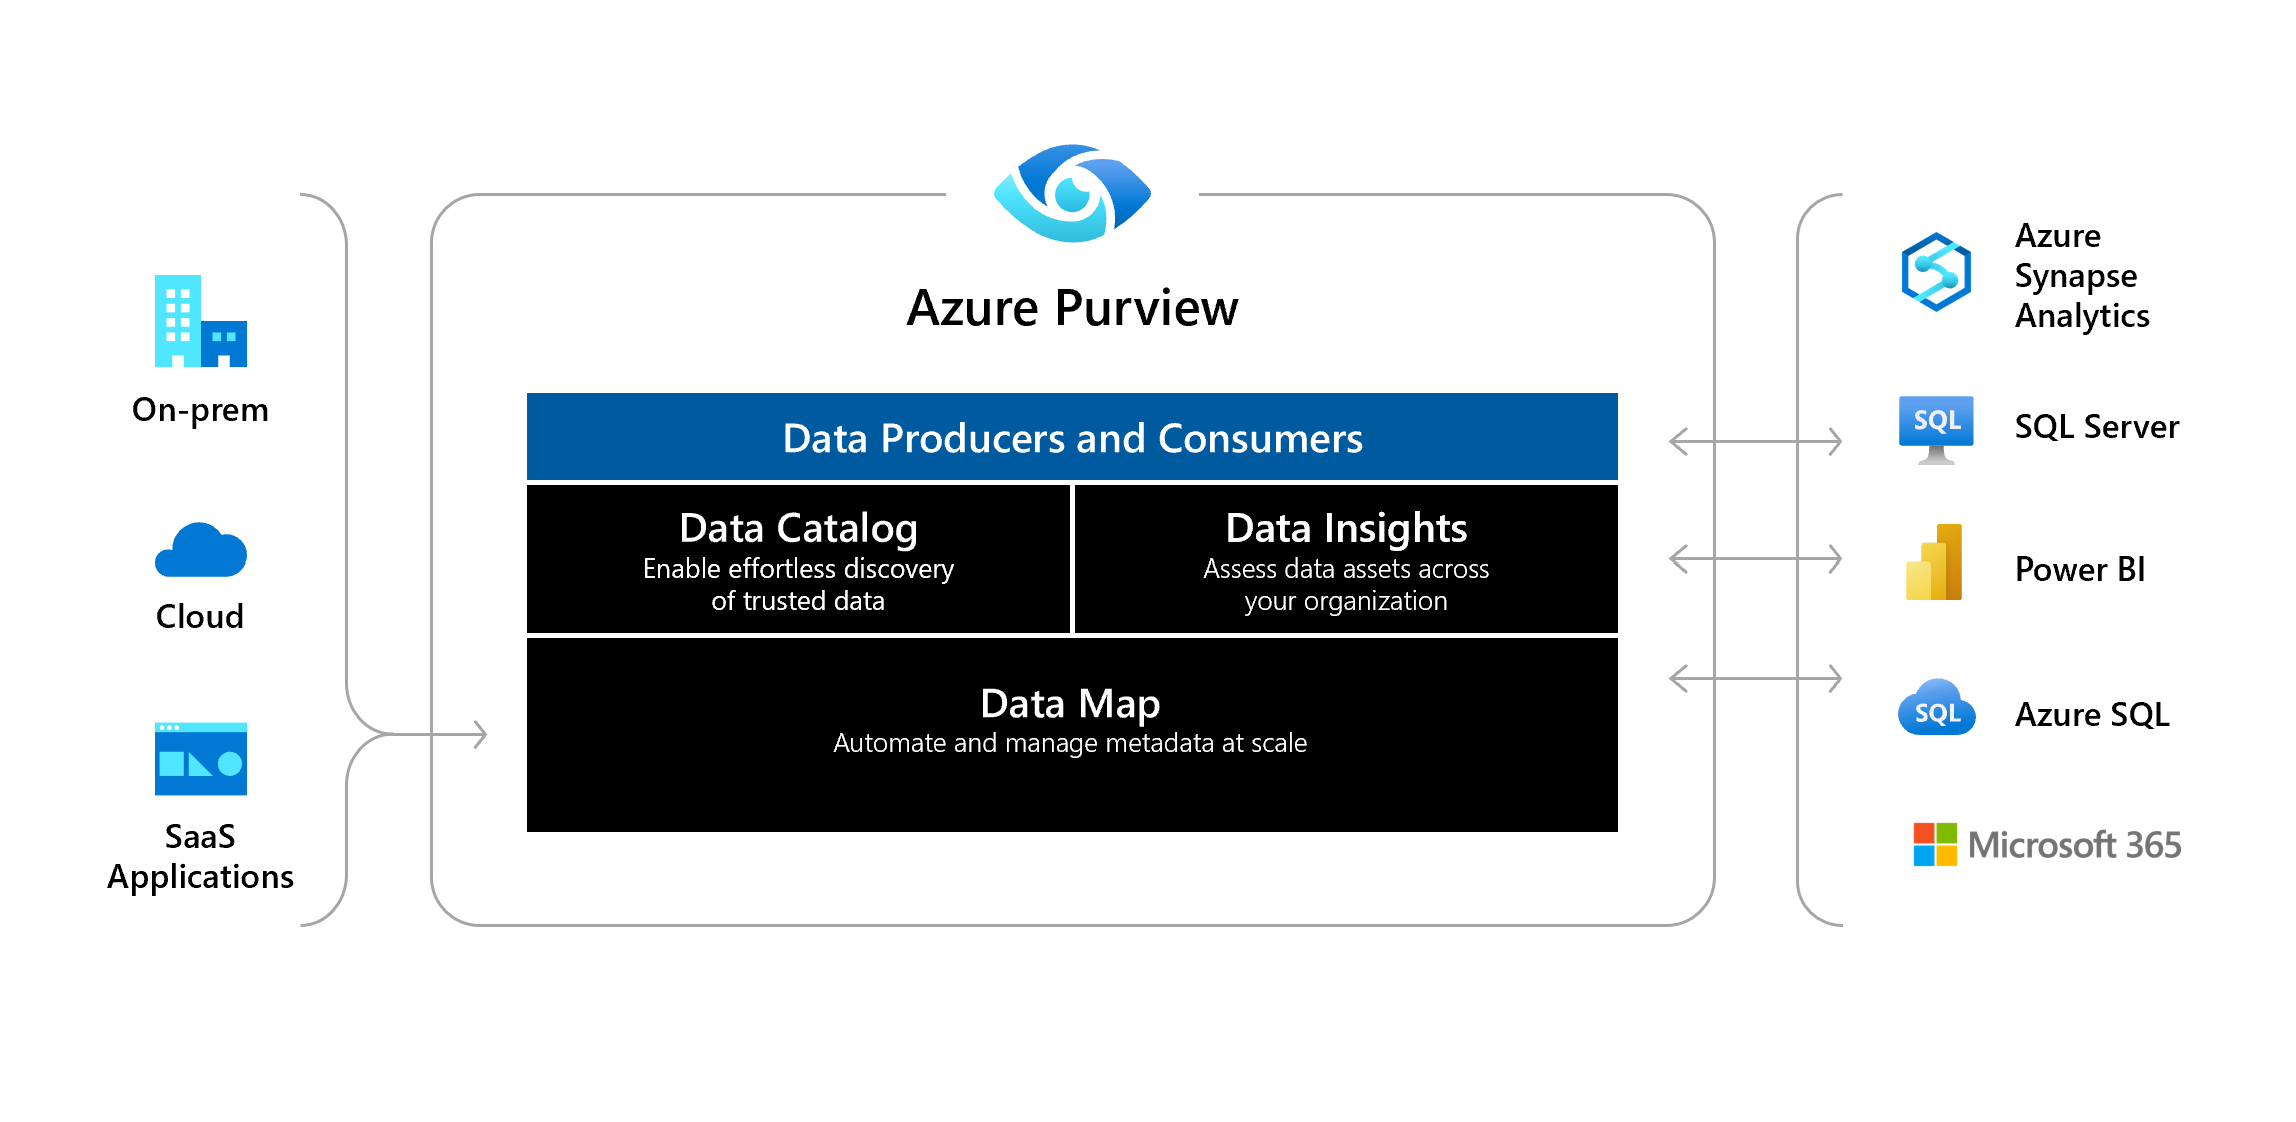 On-prem
Cloud
SaaS
Applications
Azure Purview
Data Producers and Consumers
Data Catalog
Enable effortless discovery
of trusted data
Data Insights
Assess data assets across
your organization
Data Map
Automate and manage metadata at scale
Azure
Synapse
Analytics
SQL
SQL Server
Power BI
SQL
Azure SQL
Microsoft 365